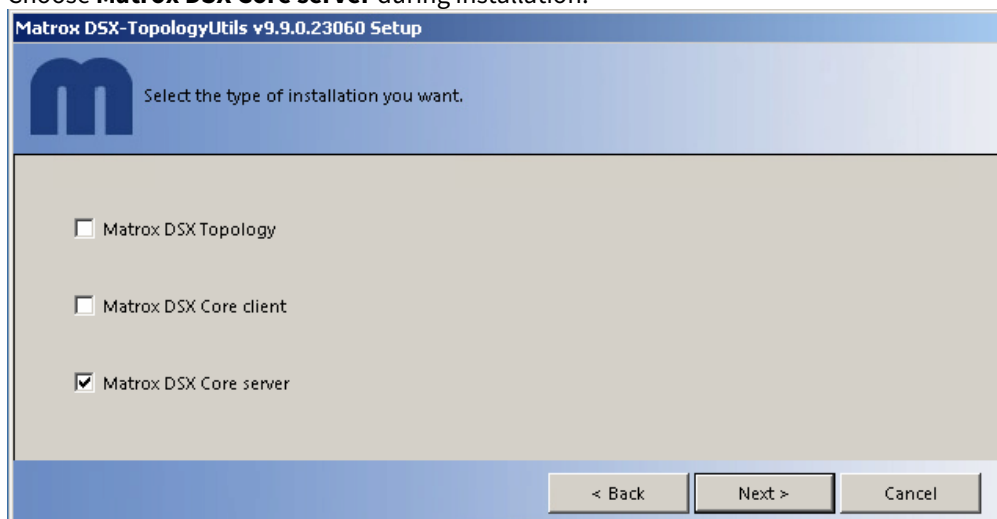 Choose Matrox DSX Core server during installation.
Matrox DSX-TopologyUtils v9.9.0.23060 Setup
Select the type of installation you want.
Matrox DSX Topology
Matrox DSX Core client
Matrox DSX Core server
< Back
Next >
Cancel